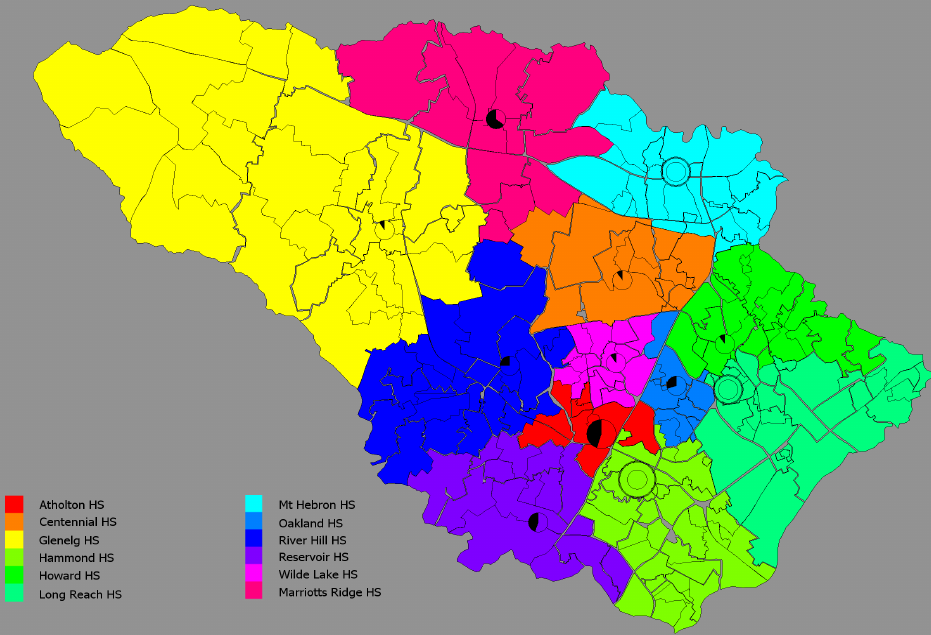 Atholton HS
Centennial HS
Glenelg HS
Hammond HS
Howard HS
Long Reach HS
Mt Hebron HS
Oakland HS
River Hill HS
Reservoir HS
Wilde Lake HS
Marriotts Ridge HS